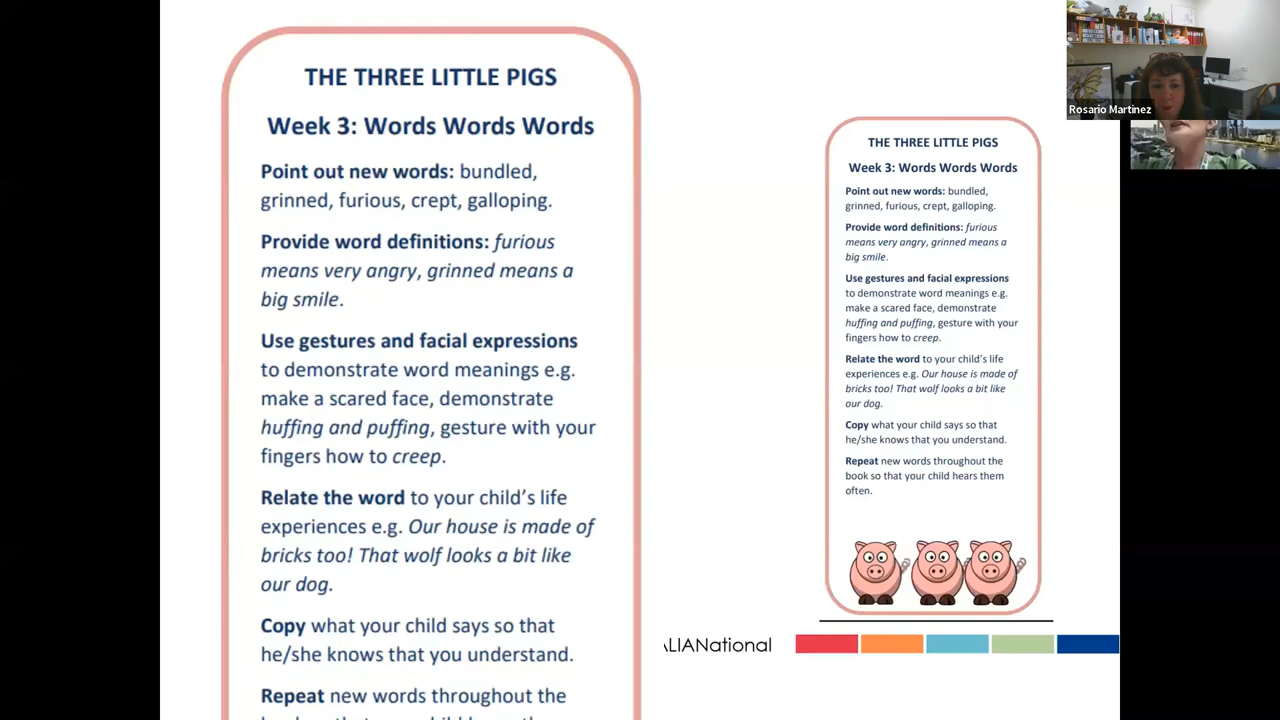 THE THREE LITTLE PIGS
Week 3: Words Words Words
Point out new words: bundled,
grinned, furious, crept, galloping.
Provide word definitions: furious
means very angry, grinned means a
big smile.
Use gestures and facial expressions
to demonstrate word meanings e.g.
make a scared face, demonstrate
huffing and puffing, gesture with your
fingers how to creep.
Relate the word to your child's life
experiences e.g. Our house is made of
bricks too! That wolf looks a bit like
our dog.
Copy what your child says so that
he/she knows that you understand.
Repeat new words throughout the
THE THREE LITTLE PIGS
Week 3: Words Words Words
Point out new words: bundled,
grinned, furious, crept, galloping.
Provide word definitions: furious
means very angry, grinned means a
big smile.
Use gestures and facial expressions
to demonstrate word meanings e.g.
make a scared face, demonstrate
huffing and puffing, gesture with your
fingers how to creep.
Relate the word to your child's life
experiences e.g. Our house is made of
bricks too! That wolf looks a bit like
our dog.
Copy what your child says so that
he/she knows that you understand.
Repeat new words throughout the
book so that your child hears them
often.
LIANational
Rosario Martinez